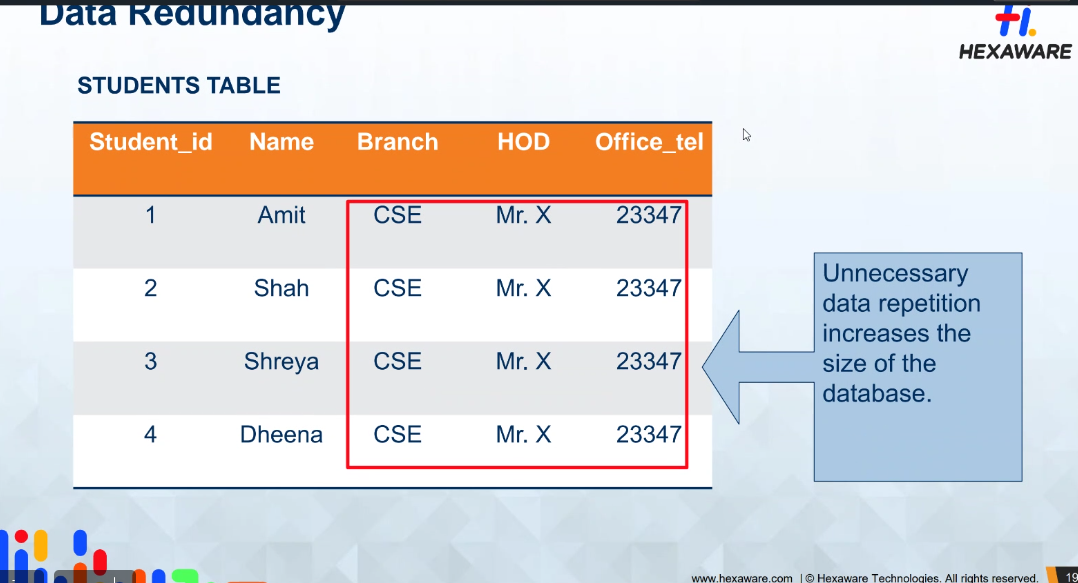 Data Redundancy
HEXAWARE
STUDENTS TABLE
Student_id Name Branch HOD Office_tel
1 Amit CSE Mr. X 23347
2 Shah CSE Mr. X 23347
3 Shreya CSE Mr. X 23347
4 Dheena CSE Mr. X 23347
Unnecessary
data repetition
increases the
size of the
database.
www.hexaware.com | © Hexaware Technologies. All rights reserved. 19